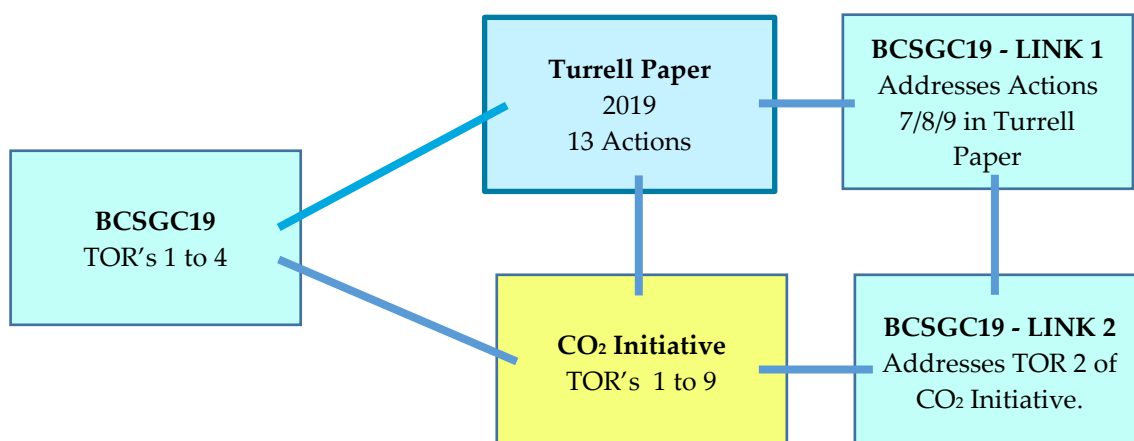 BCSGC19
TOR's 1 to 4
Turrell Paper
2019
13 Actions
BCSGC19 - LINK 1
Addresses Actions
7/8/9 in Turrell
Paper
CO₂ Initiative
TOR's 1 to 9
BCSGC19 - LINK 2
Addresses TOR 2 of
CO₂ Initiative.